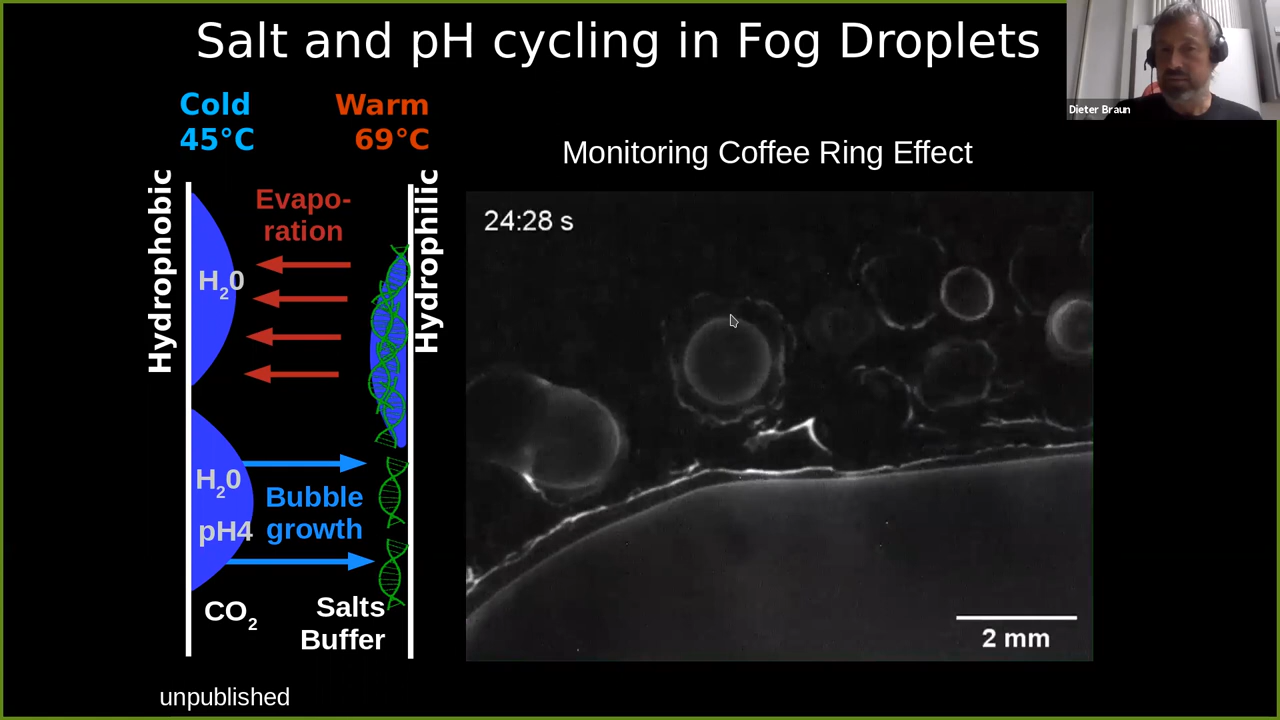 Salt and pH cycling in Fog Droplets
Dieter Braun
Cold
45°C
Warm
69°C
Monitoring Coffee Ring Effect
Hydrophobic
Hydrophilic
Evapo-
ration
24:28 s
H20
H20
pH4
Bubble
growth
CO2
Salts
Buffer
2 mm
unpublished